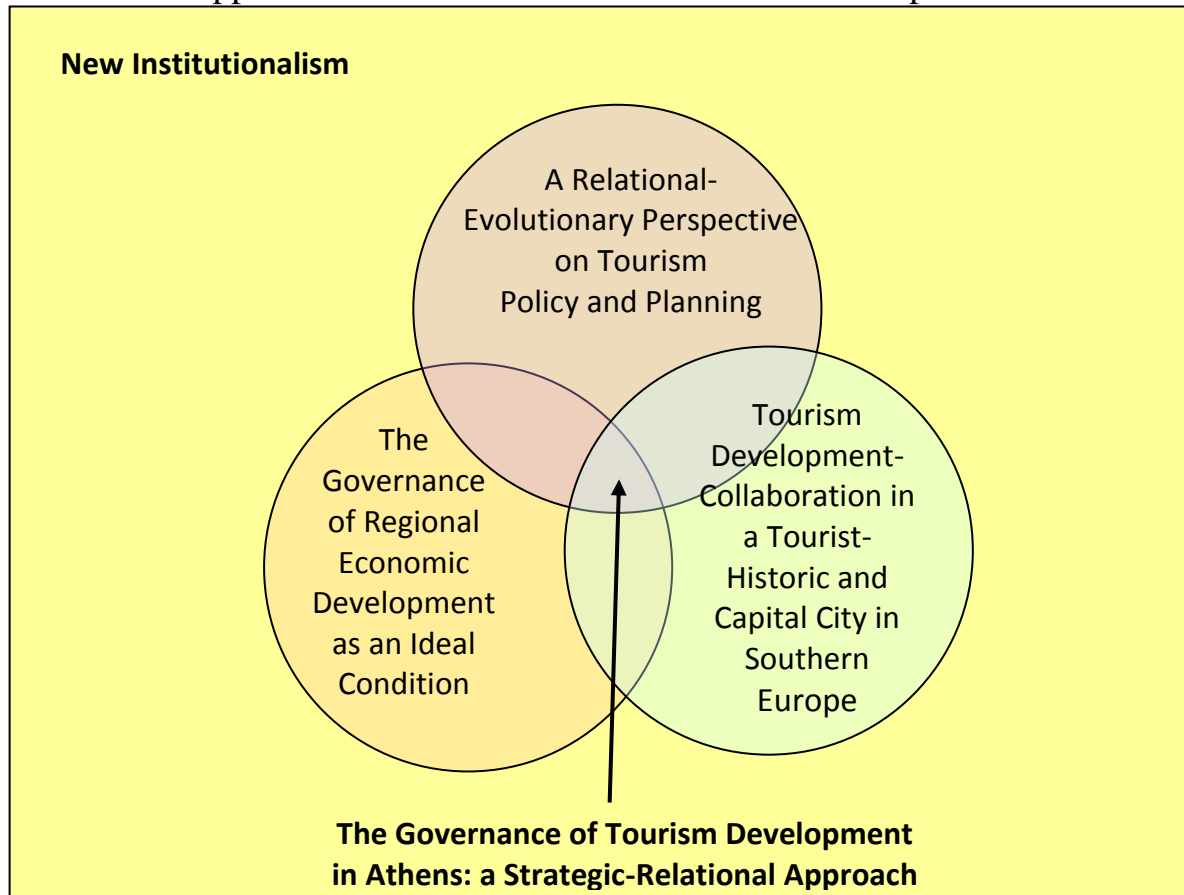 New Institutionalism
A Relational-
Evolutionary Perspective
on Tourism
Policy and Planning
The
Governance
of Regional
Economic
Development
as an Ideal
Condition
Tourism
Development-
Collaboration in
a Tourist-
Historic and
Capital City in
Southern
Europe
The Governance of Tourism Development
in Athens: a Strategic-Relational Approach